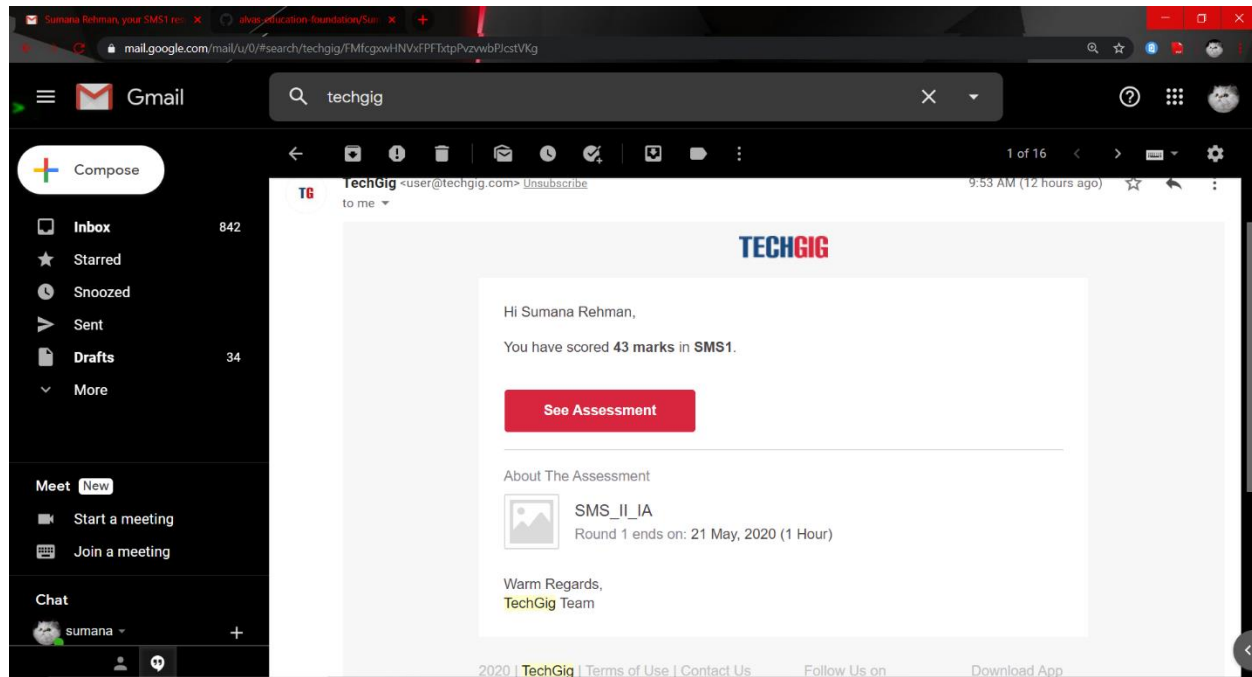 Sumana Rehman, your SMS1 res
alvas-education-foundation/Sum
mail.google.com/mail/u/0/#search/techgig/FMfcgxwHNVxFPFTxtpPvzvwbPJcstVKg
Gmail
techgig
Compose
1 of 16
Inbox 842
Starred
Snoozed
Sent
Drafts 34
More
Meet New
Start a meeting
Join a meeting
Chat
sumana
TG
TechGig <user@techgig.com> Unsubscribe
9:53 AM (12 hours ago)
to me
TECHGIG
Hi Sumana Rehman,
You have scored 43 marks in SMS1.
See Assessment
About The Assessment
SMS_II_IA
Round 1 ends on: 21 May, 2020 (1 Hour)
Warm Regards,
TechGig Team
2020 | TechGig | Terms of Use | Contact Us Follow Us on Download App